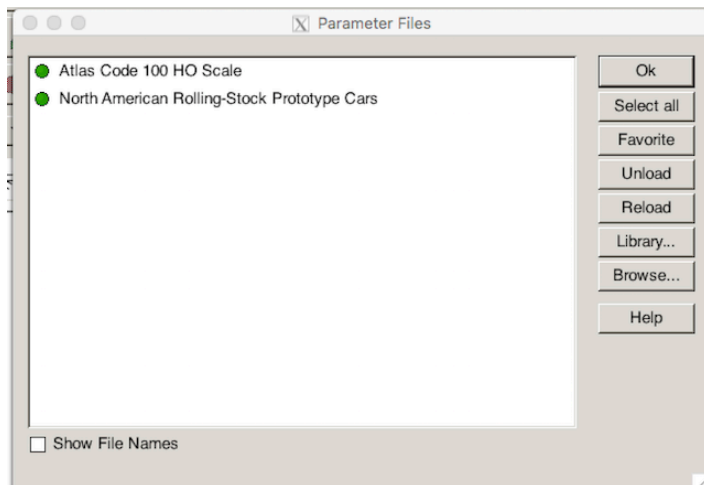 Parameter Files
Atlas Code 100 HO Scale
North American Rolling-Stock Prototype Cars
Ok
Select all
Favorite
Unload
Reload
Library...
Browse...
Help
Show File Names